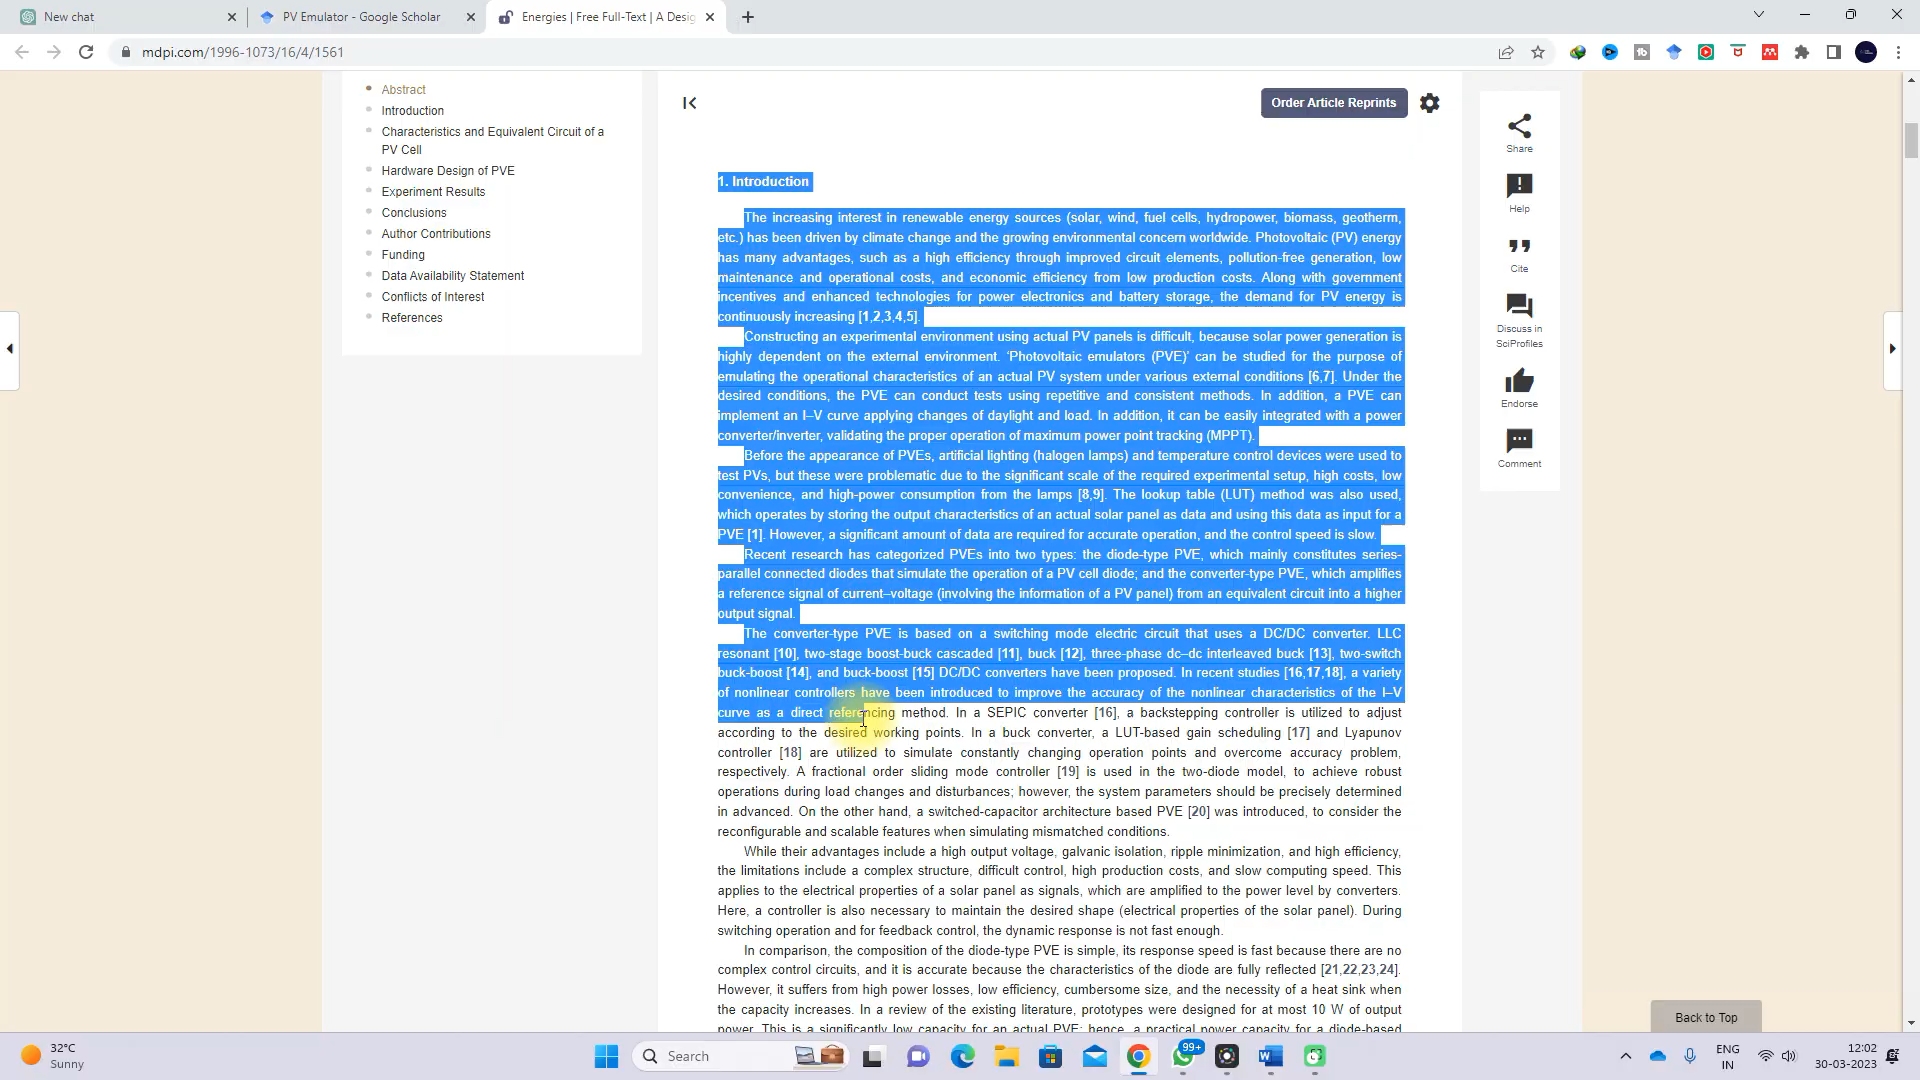 New chat
PV Emulator - Google Scholar
Energies | Free Full-Text | A Desig
mdpi.com/1996-1073/16/4/1561
Abstract
Introduction
Characteristics and Equivalent Circuit of a
PV Cell
Hardware Design of PVE
Experiment Results
Conclusions
Author Contributions
Funding
Data Availability Statement
Conflicts of Interest
References
Order Article Reprints
Share
Help
Cite
Discuss in
SciProfiles
Endorse
Comment
1. Introduction
The increasing interest in renewable energy sources (solar, wind, fuel cells, hydropower, biomass, geotherm,
etc.) has been driven by climate change and the growing environmental concern worldwide. Photovoltaic (PV) energy
has many advantages, such as a high efficiency through improved circuit elements, pollution-free generation, low
maintenance and operational costs, and economic efficiency from low production costs. Along with government
incentives and enhanced technologies for power electronics and battery storage, the demand for PV energy is
continuously increasing [1,2,3,4,5].
Constructing an experimental environment using actual PV panels is difficult, because solar power generation is
highly dependent on the external environment. ‘Photovoltaic emulators (PVE)’ can be studied for the purpose of
emulating the operational characteristics of an actual PV system under various external conditions [6,7]. Under the
desired conditions, the PVE can conduct tests using repetitive and consistent methods. In addition, a PVE can
implement an I–V curve applying changes of daylight and load. In addition, it can be easily integrated with a power
converter/inverter, validating the proper operation of maximum power point tracking (MPPT).
Before the appearance of PVEs, artificial lighting (halogen lamps) and temperature control devices were used to
test PVs, but these were problematic due to the significant scale of the required experimental setup, high costs, low
convenience, and high-power consumption from the lamps [8,9]. The lookup table (LUT) method was also used,
which operates by storing the output characteristics of an actual solar panel as data and using this data as input for a
PVE [1]. However, a significant amount of data are required for accurate operation, and the control speed is slow.
Recent research has categorized PVEs into two types: the diode-type PVE, which mainly constitutes series-
parallel connected diodes that simulate the operation of a PV cell diode; and the converter-type PVE, which amplifies
a reference signal of current–voltage (involving the information of a PV panel) from an equivalent circuit into a higher
output signal.
The converter-type PVE is based on a switching mode electric circuit that uses a DC/DC converter. LLC
resonant [10], two-stage boost-buck cascaded [11], buck [12], three-phase dc–dc interleaved buck [13], two-switch
buck-boost [14], and buck-boost [15] DC/DC converters have been proposed. In recent studies [16,17,18], a variety
of nonlinear controllers have been introduced to improve the accuracy of the nonlinear characteristics of the I–V
curve as a direct referencing method. In a SEPIC converter [16], a backstepping controller is utilized to adjust
according to the desired working points. In a buck converter, a LUT-based gain scheduling [17] and Lyapunov
controller [18] are utilized to simulate constantly changing operation points and overcome accuracy problem,
respectively. A fractional order sliding mode controller [19] is used in the two-diode model, to achieve robust
operations during load changes and disturbances; however, the system parameters should be precisely determined
in advanced. On the other hand, a switched-capacitor architecture based PVE [20] was introduced, to consider the
reconfigurable and scalable features when simulating mismatched conditions.
While their advantages include a high output voltage, galvanic isolation, ripple minimization, and high efficiency,
the limitations include a complex structure, difficult control, high production costs, and slow computing speed. This
applies to the electrical properties of a solar panel as signals, which are amplified to the power level by converters.
Here, a controller is also necessary to maintain the desired shape (electrical properties of the solar panel). During
switching operation and for feedback control, the dynamic response is not fast enough.
In comparison, the composition of the diode-type PVE is simple, its response speed is fast because there are no
complex control circuits, and it is accurate because the characteristics of the diode are fully reflected [21,22,23,24].
However, it suffers from high power losses, low efficiency, cumbersome size, and the necessity of a heat sink when
the capacity increases. In a review of the existing literature, prototypes were designed for at most 10 W of output
power. This is a significantly low capacity for an actual PVE; hence, a practical power capacity for a diode-based
Back to Top
32°C
Sunny
Search
99+
ENG
IN
12:02
30-03-2023